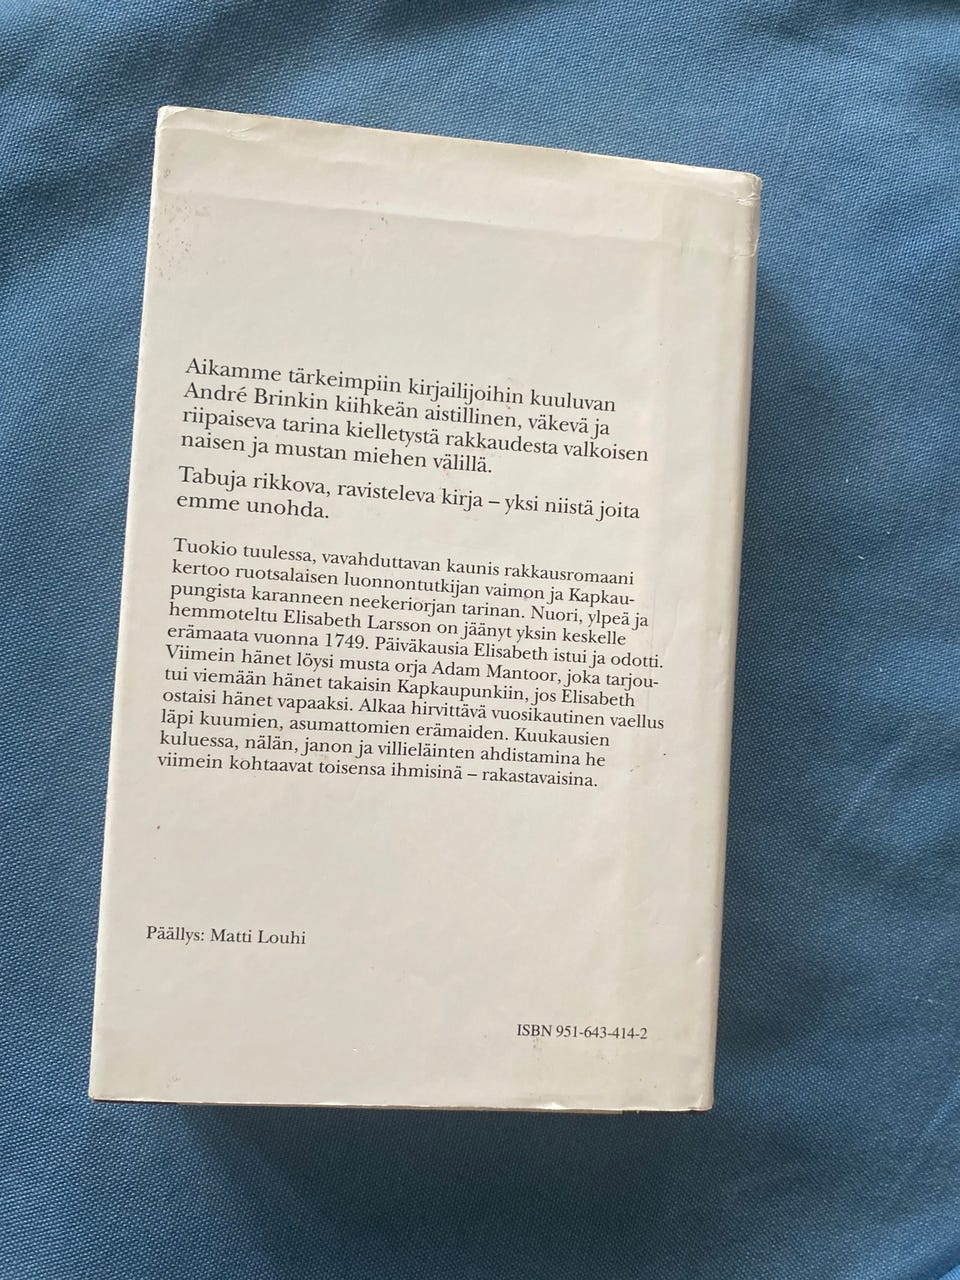 Aikamme tärkeimpiin kirjailijoihin kuuluvan
André Brinkin kiihkeän aistillinen, väkevä ja
riipaiseva tarina kielletystä rakkaudesta valkoisen
naisen ja mustan miehen välillä.
Tabuja rikkova, ravisteleva kirja – yksi niistä joita
emme unohda.
Tuokio tuulessa, vavahduttavan kaunis rakkausromaani
kertoo ruotsalaisen luonnontutkijan vaimon ja Kapkau-
pungista karanneen neekeriorjan tarinan. Nuori, ylpeä ja
hemmoteltu Elisabeth Larsson on jäänyt yksin keskelle
erämaata vuonna 1749. Päiväkausia Elisabeth istui ja odotti.
Viimein hänet löysi musta orja Adam Mantoor, joka tarjou-
tui viemään hänet takaisin Kapkaupunkiin, jos Elisabeth
ostaisi hänet vapaaksi. Alkaa hirvittävä vuosikautinen vaellus
läpi kuumien, asumattomien erämaiden. Kuukausien
kuluessa, nälän, janon ja villieläinten ahdistamina he
viimein kohtaavat toisensa ihmisinä – rakastavaisina.
Päällys: Matti Louhi
ISBN 951-643-414-2